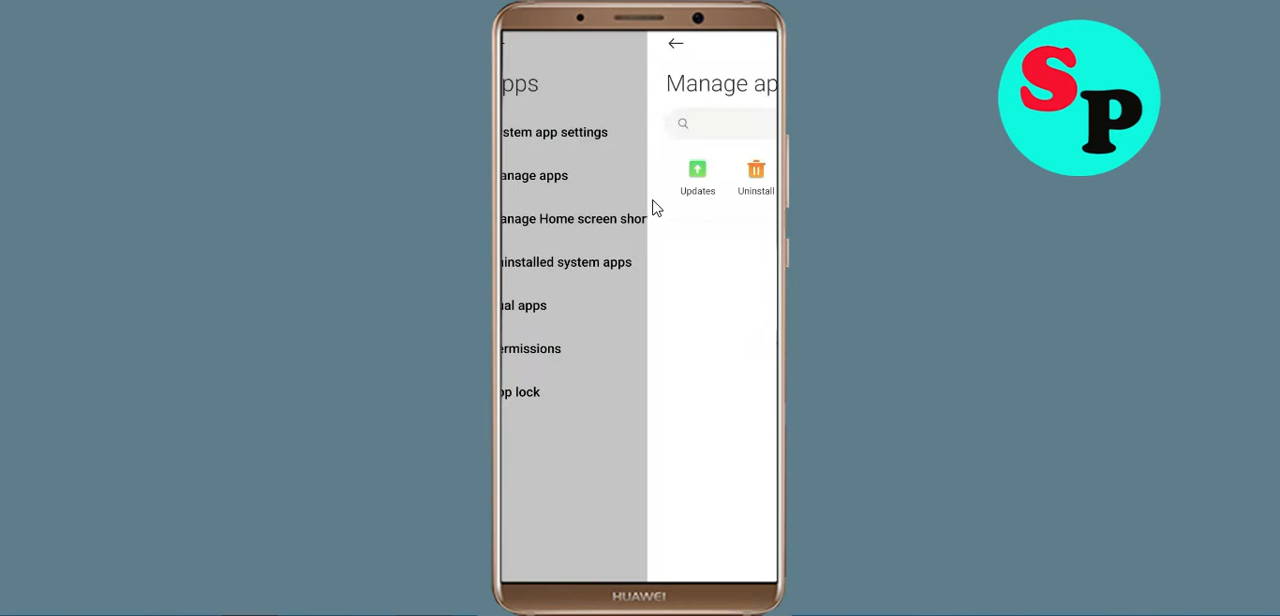 pps
stem app settings
anage apps
anage Home screen shor
installed system apps
al apps
ermissions
p lock
Manage ap
Updates
Uninstall
HUAWEI
SP